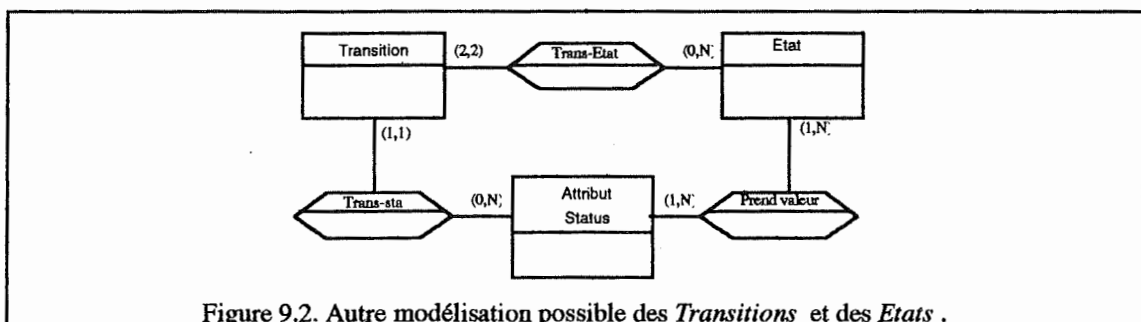 Transition
(2,2)
Trans-Etat
(0,N)
Etat
(1,1)
(1,N)
Trans-sta
(0,N)
Attribut
Status
(1,N)
Prend valeur
Figure 9.2. Autre modélisation possible des Transitions et des Etats .